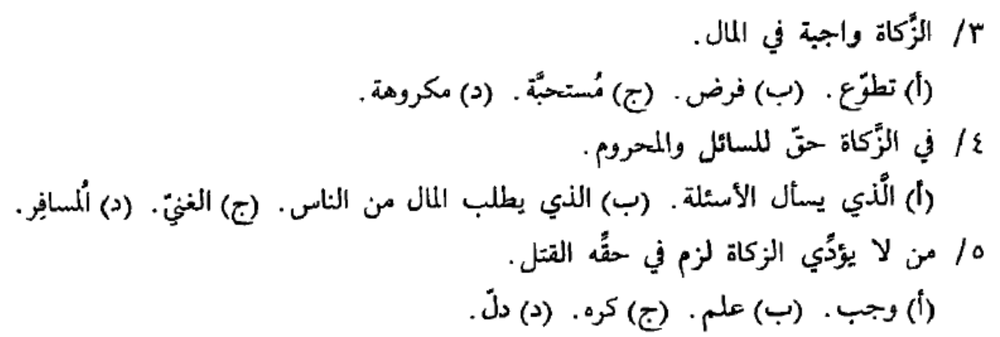 ٣/ الزَّكاة واجبة في المال.
(أ) تطوّع. (ب) فرض. (ج) مُستحبَّة. (د) مكروهة.
٤/ في الزَّكاة حقّ للسائل والمحروم.
(أ) الَّذي يسأل الأسئلة. (ب) الذي يطلب المال من الناس. (ج) الغنيّ. (د) اُلمسافِر.
٥/ من لا يؤدِّي الزكاة لزم في حقِّه القتل.
(أ) وجب. (ب) علم. (ج) كره. (د) دلّ.